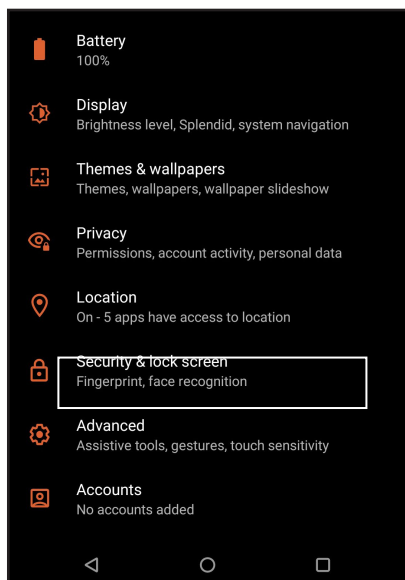 Battery
100%
Display
Brightness level, Splendid, system navigation
Themes & wallpapers
Themes, wallpapers, wallpaper slideshow
Privacy
Permissions, account activity, personal data
Location
On - 5 apps have access to location
Security & lock screen
Fingerprint, face recognition
Advanced
Assistive tools, gestures, touch sensitivity
Accounts
No accounts added